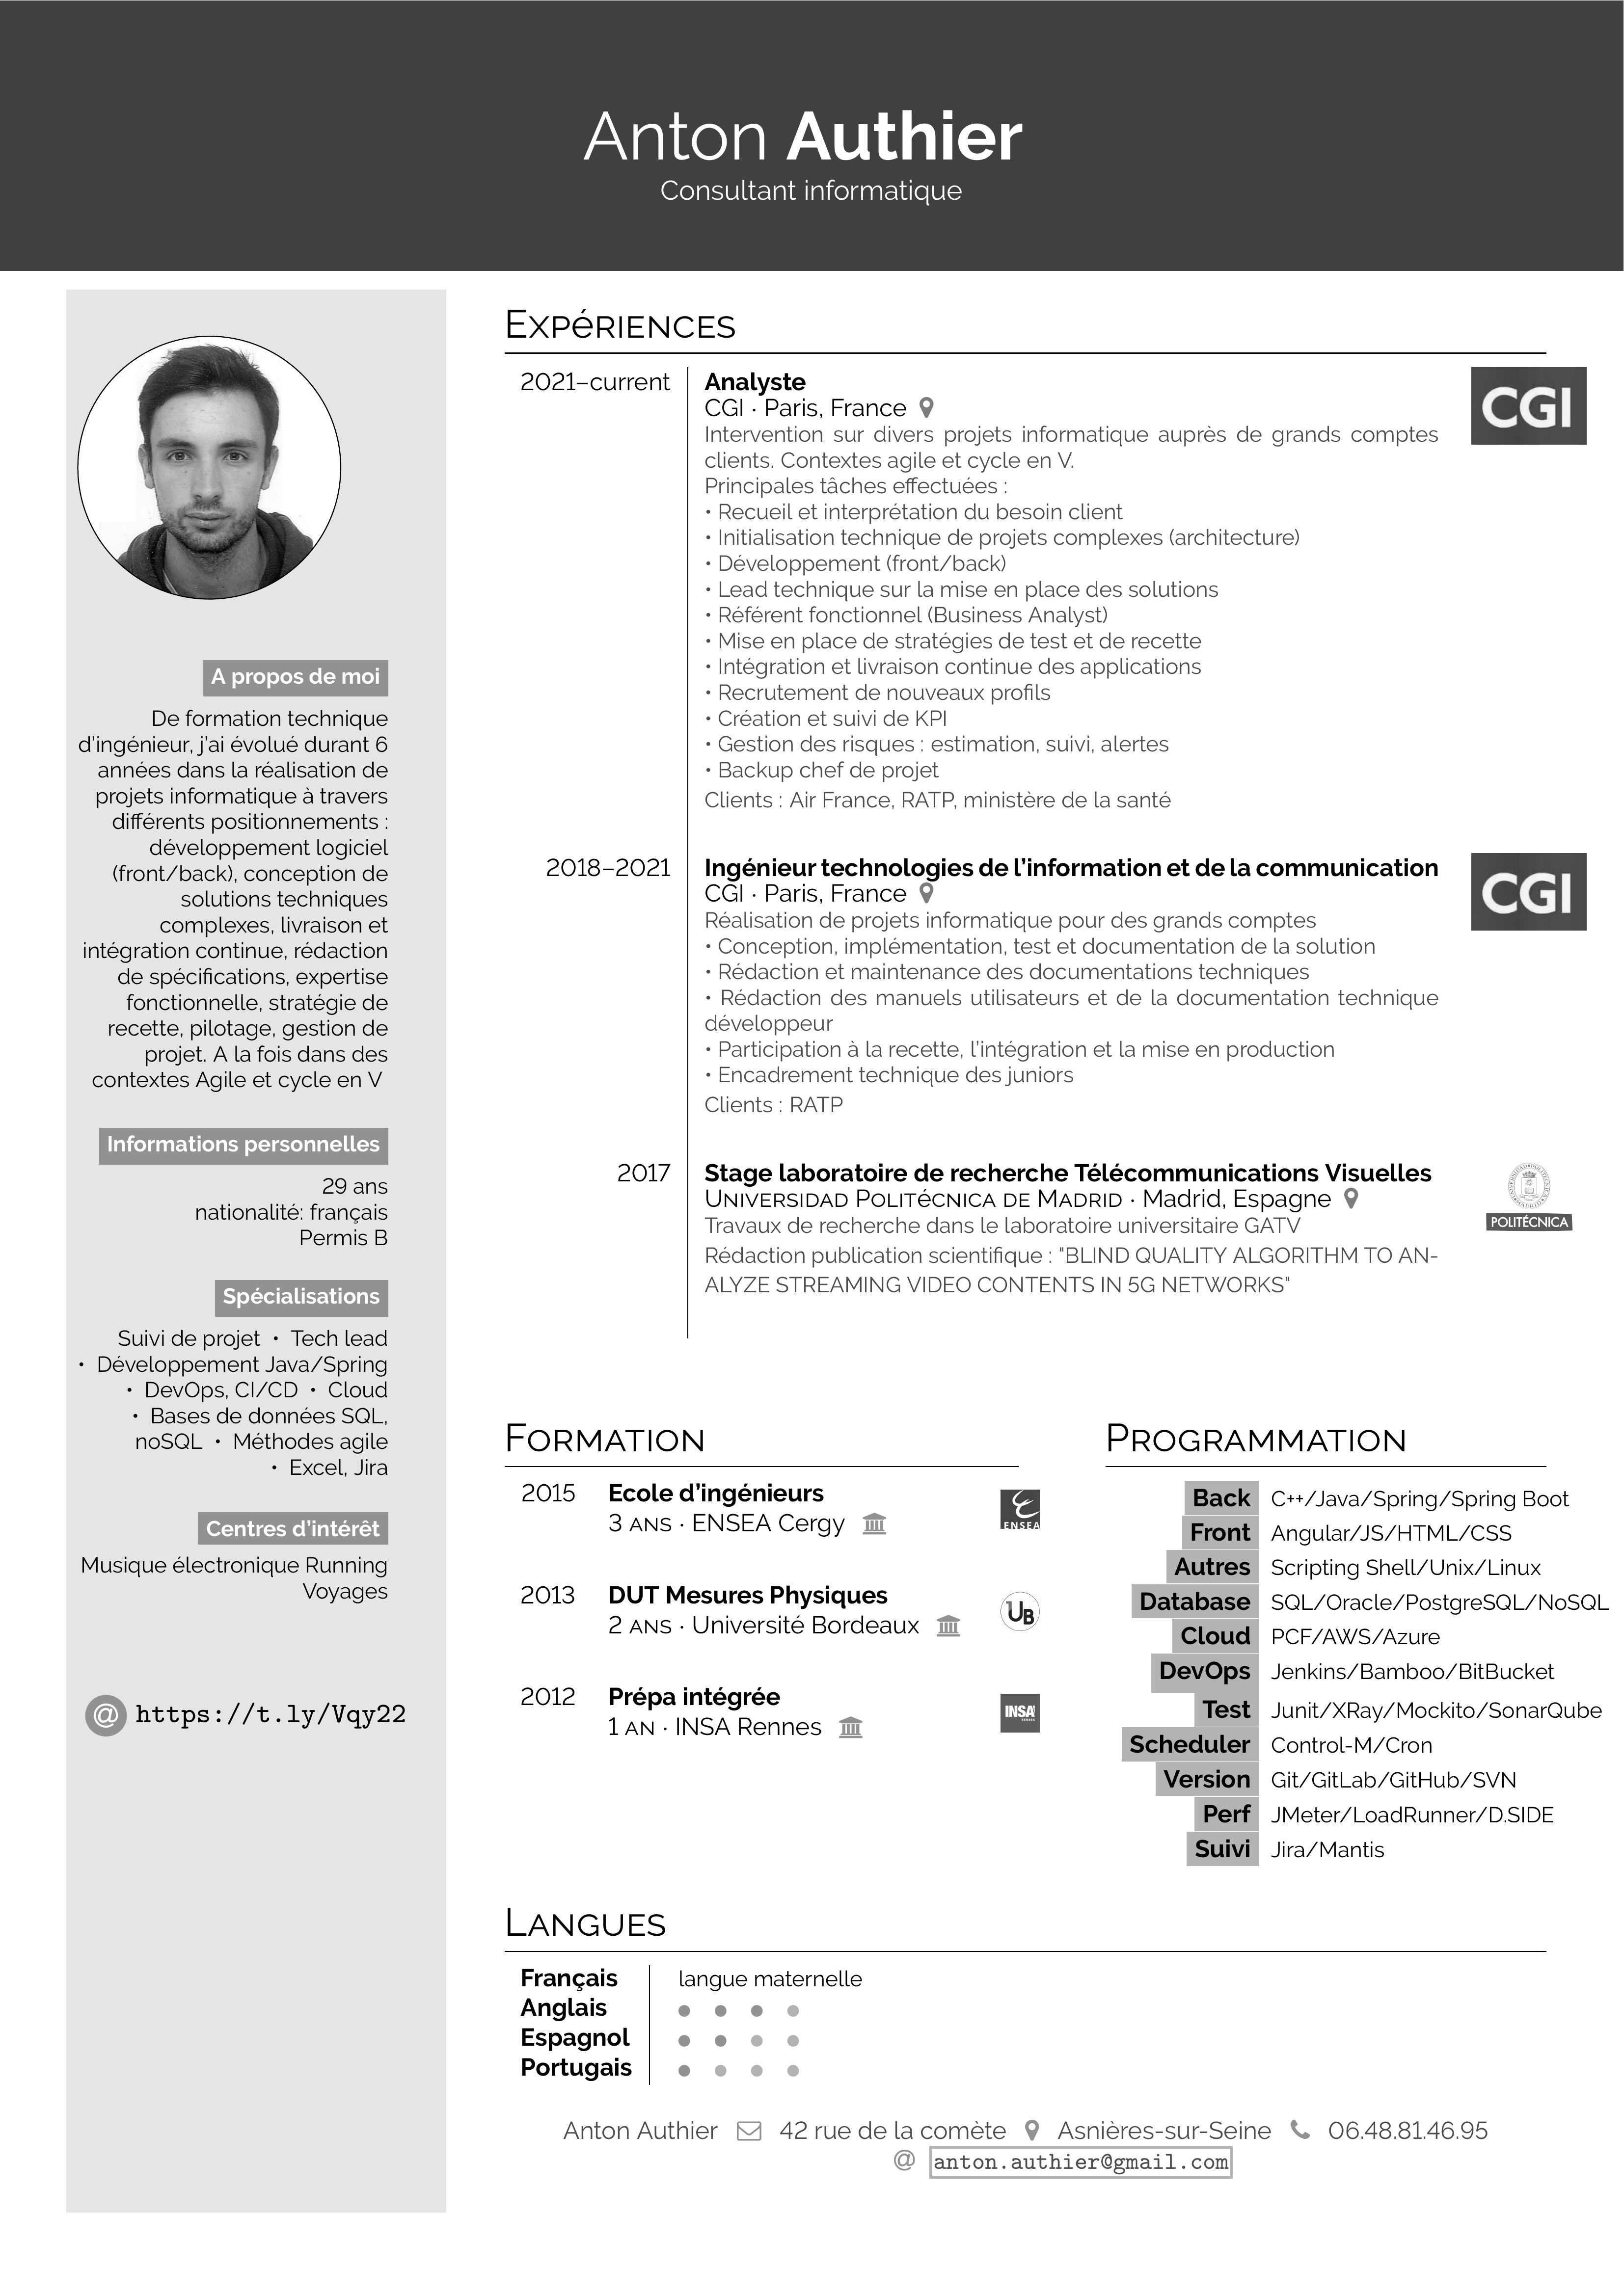 Anton Authier
Consultant informatique
A propos de moi
De formation technique
d'ingénieur, j'ai évolué durant 6
années dans la réalisation de
projets informatique à travers
différents positionnements :
développement logiciel
(front/back), conception de
solutions techniques
complexes, livraison et
intégration continue, rédaction
de spécifications, expertise
fonctionnelle, stratégie de
recette, pilotage, gestion de
projet. A la fois dans des
contextes Agile et cycle en V
Informations personnelles
29 ans
nationalité: français
Permis B
Spécialisations
Suivi de projet • Tech lead
• Développement Java/Spring
• DevOps, CI/CD • Cloud
• Bases de données SQL,
noSQL • Méthodes agile
• Excel, Jira
Centres d'intérêt
Musique électronique Running
Voyages
@ https://t.ly/Vqy22
Expériences
2021–current
Analyste
CGI · Paris, France
CGI
Intervention sur divers projets informatique auprès de grands comptes
clients. Contextes agile et cycle en V.
Principales tâches effectuées :
• Recueil et interprétation du besoin client
• Initialisation technique de projets complexes (architecture)
• Développement (front/back)
• Lead technique sur la mise en place des solutions
• Référent fonctionnel (Business Analyst)
• Mise en place de stratégies de test et de recette
• Intégration et livraison continue des applications
• Recrutement de nouveaux profils
• Création et suivi de KPI
• Gestion des risques : estimation, suivi, alertes
• Backup chef de projet
Clients : Air France, RATP, ministère de la santé
2018–2021
Ingénieur technologies de l'information et de la communication
CGI · Paris, France
CGI
Réalisation de projets informatique pour des grands comptes
• Conception, implémentation, test et documentation de la solution
• Rédaction et maintenance des documentations techniques
• Rédaction des manuels utilisateurs et de la documentation technique
développeur
• Participation à la recette, l'intégration et la mise en production
• Encadrement technique des juniors
Clients : RATP
2017
Stage laboratoire de recherche Télécommunications Visuelles
Universidad Politécnica de Madrid · Madrid, Espagne
POLITÉCNICA
Travaux de recherche dans le laboratoire universitaire GATV
Rédaction publication scientifique : "BLIND QUALITY ALGORITHM TO AN-
ALYZE STREAMING VIDEO CONTENTS IN 5G NETWORKS"
Formation
2015 Ecole d'ingénieurs
3 ans · ENSEA Cergy
ENSEA
2013 DUT Mesures Physiques
2 ans · Université Bordeaux
UB
2012 Prépa intégrée
1 an · INSA Rennes
INSA
Programmation
Back C++/Java/Spring/Spring Boot
Front Angular/JS/HTML/CSS
Autres Scripting Shell/Unix/Linux
Database SQL/Oracle/PostgreSQL/NoSQL
Cloud PCF/AWS/Azure
DevOps Jenkins/Bamboo/BitBucket
Test Junit/XRay/Mockito/SonarQube
Scheduler Control-M/Cron
Version Git/GitLab/GitHub/SVN
Perf JMeter/LoadRunner/D.SIDE
Suivi Jira/Mantis
Langues
Français langue maternelle
Anglais
Espagnol
Portugais
Anton Authier 42 rue de la comète Asnières-sur-Seine 06.48.81.46.95
@ anton.authier@gmail.com